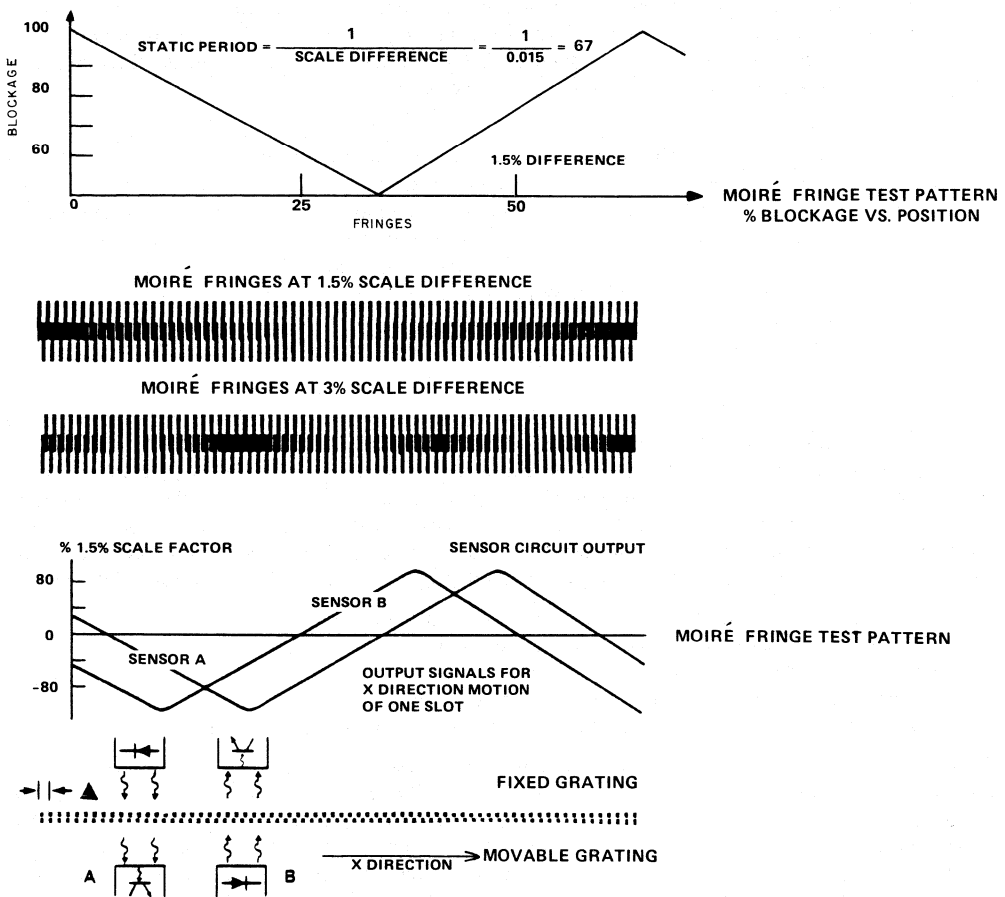 100
80
60
BLOCKAGE
STATIC PERIOD = 1 / SCALE DIFFERENCE = 1 / 0.015 = 67
1.5% DIFFERENCE
0
25
50
FRINGES
MOIRÉ FRINGE TEST PATTERN
% BLOCKAGE VS. POSITION
MOIRÉ FRINGES AT 1.5% SCALE DIFFERENCE
MOIRÉ FRINGES AT 3% SCALE DIFFERENCE
% 1.5% SCALE FACTOR
SENSOR CIRCUIT OUTPUT
80
0
-80
SENSOR B
SENSOR A
OUTPUT SIGNALS FOR
X DIRECTION MOTION
OF ONE SLOT
MOIRÉ FRINGE TEST PATTERN
FIXED GRATING
A
B
X DIRECTION
MOVABLE GRATING